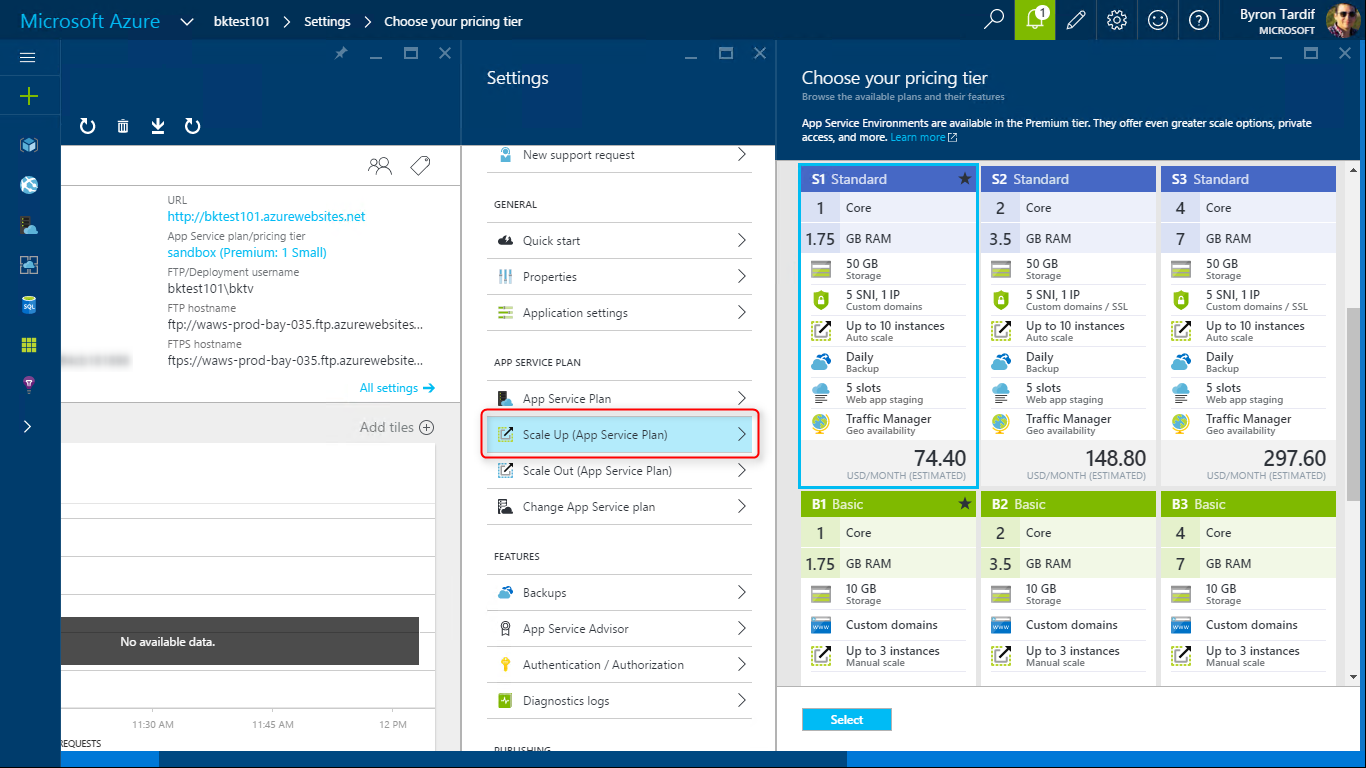 Microsoft Azure
bktest101
Settings
Choose your pricing tier
1
Byron Tardif
MICROSOFT
URL
http://bktest101.azurewebsites.net
App Service plan/pricing tier
sandbox (Premium: 1 Small)
FTP/Deployment username
bktest101\bktv
FTP hostname
ftp://waws-prod-bay-035.ftp.azurewebsites...
FTPS hostname
ftps://waws-prod-bay-035.ftp.azurewebsite...
All settings
Add tiles
No available data.
11:30 AM 11:45 AM 12 PM
REQUESTS
SQL
Settings
New support request
GENERAL
Quick start
Properties
Application settings
APP SERVICE PLAN
App Service Plan
Scale Up (App Service Plan)
Scale Out (App Service Plan)
Change App Service plan
FEATURES
Backups
App Service Advisor
Authentication / Authorization
Diagnostics logs
PUBLISHING
Choose your pricing tier
Browse the available plans and their features
App Service Environments are available in the Premium tier. They offer even greater scale options, private
access, and more. Learn more
S1 Standard
1 Core
1.75 GB RAM
50 GB
Storage
5 SNI, 1 IP
Custom domains
Up to 10 instances
Auto scale
Daily
Backup
5 slots
Web app staging
Traffic Manager
Geo availability
74.40
USD/MONTH (ESTIMATED)
S2 Standard
2 Core
3.5 GB RAM
50 GB
Storage
5 SNI, 1 IP
Custom domains / SSL
Up to 10 instances
Auto scale
Daily
Backup
5 slots
Web app staging
Traffic Manager
Geo availability
148.80
USD/MONTH (ESTIMATED)
S3 Standard
4 Core
7 GB RAM
50 GB
Storage
5 SNI, 1 IP
Custom domains / SSL
Up to 10 instances
Auto scale
Daily
Backup
5 slots
Web app staging
Traffic Manager
Geo availability
297.60
USD/MONTH (ESTIMATED)
B1 Basic
1 Core
1.75 GB RAM
10 GB
Storage
www
Custom domains
Up to 3 instances
Manual scale
B2 Basic
2 Core
3.5 GB RAM
10 GB
Storage
www
Custom domains
Up to 3 instances
Manual scale
B3 Basic
4 Core
7 GB RAM
10 GB
Storage
www
Custom domains
Up to 3 instances
Manual scale
Select